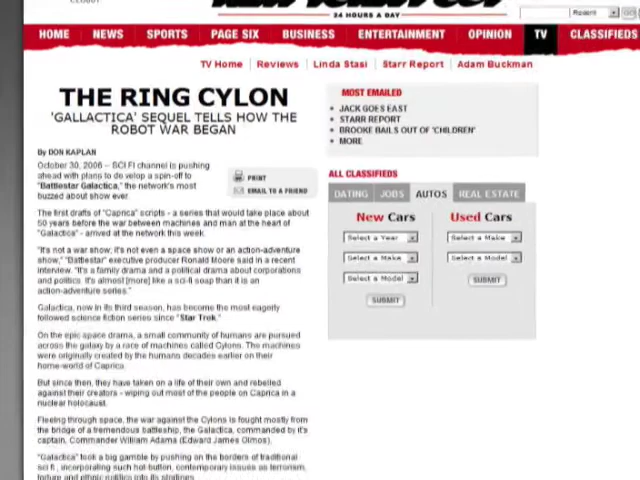 CLOUDY
24 HOURS A DAY
HOME NEWS SPORTS PAGE SIX BUSINESS ENTERTAINMENT OPINION TV CLASSIFIEDS
TV Home Reviews Linda Stasi Starr Report Adam Buckman
THE RING CYLON
'GALLACTICA' SEQUEL TELLS HOW THE
ROBOT WAR BEGAN
By DON KAPLAN
October 30, 2006 -- SCI FI channel is pushing
ahead with plans to develop a spin-off to
"Battlestar Galactica," the network's most
buzzed about show ever.
PRINT
EMAIL TO A FRIEND
The first drafts of "Caprica" scripts - a series that would take place about
50 years before the war between machines and man at the heart of
"Galactica" - arrived at the network this week.
"It's not a war show, it's not even a space show or an action-adventure
show," "Battlestar" executive producer Ronald Moore said in a recent
interview. "It's a family drama and a political drama about corporations
and politics. It's almost [more] like a sci-fi soap than it is an
action-adventure series."
Galactica, now in its third season, has become the most eagerly
followed science fiction series since "Star Trek."
On the epic space drama, a small community of humans are pursued
across the galaxy by a race of machines called Cylons. The machines
were originally created by the humans decades earlier on their
home-world of Caprica.
But since then, they have taken on a life of their own and rebelled
against their creators - wiping out most of the people on Caprica in a
nuclear holocaust.
Fleeing through space, the war against the Cylons is fought mostly from
the bridge of a tremendous battleship, the Galactica, commanded by it's
captain, Commander William Adama (Edward James Olmos).
"Galactica" took a big gamble by pushing on the borders of traditional
sci fi , incorporating such hot-button, contemporary issues as terrorism,
torture and ethnic politics into its storlines.
MOST EMAILED
JACK GOES EAST
STARR REPORT
BROOKE BAILS OUT OF 'CHILDREN'
MORE
ALL CLASSIFIEDS
DATING JOBS AUTOS REAL ESTATE
New Cars Used Cars
Select a Year Select a Make
Select a Make Select a Model
Select a Model SUBMIT
SUBMIT